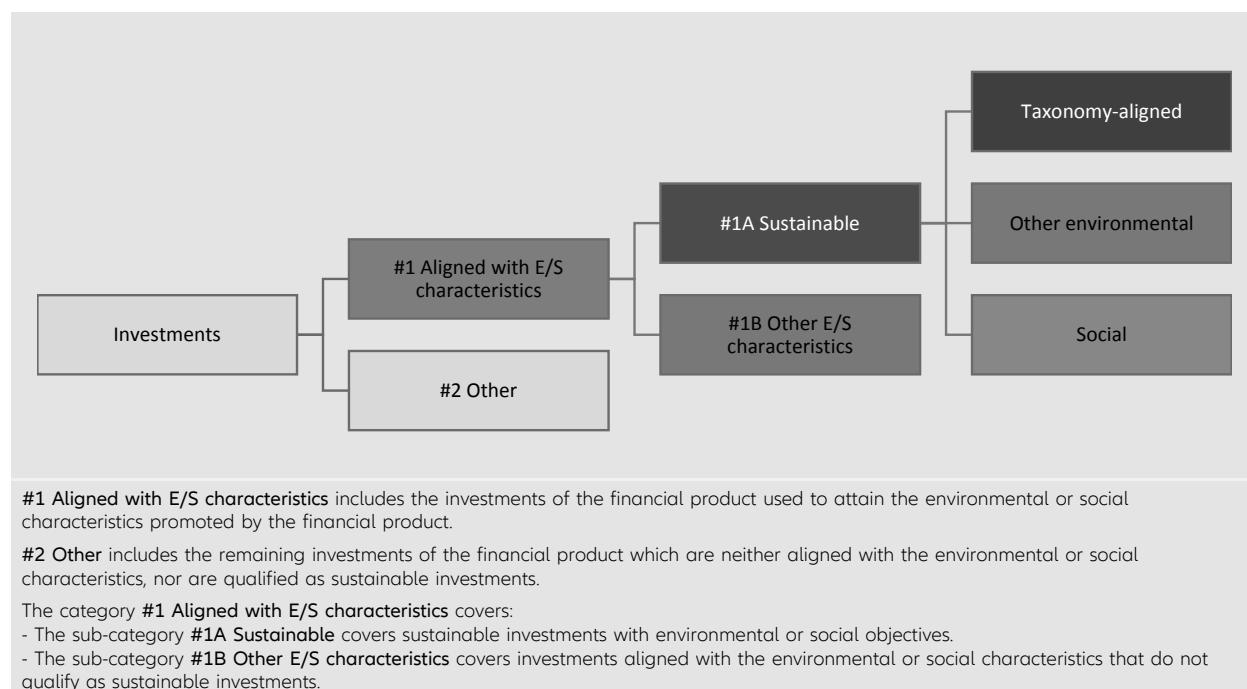 Taxonomy-aligned
#1A Sustainable
Other environmental
#1 Aligned with E/S
characteristics
Investments
#1B Other E/S
characteristics
Social
#2 Other
#1 Aligned with E/S characteristics includes the investments of the financial product used to attain the environmental or social
characteristics promoted by the financial product.
#2 Other includes the remaining investments of the financial product which are neither aligned with the environmental or social
characteristics, nor are qualified as sustainable investments.
The category #1 Aligned with E/S characteristics covers:
- The sub-category #1A Sustainable covers sustainable investments with environmental or social objectives.
- The sub-category #1B Other E/S characteristics covers investments aligned with the environmental or social characteristics that do not
qualify as sustainable investments.